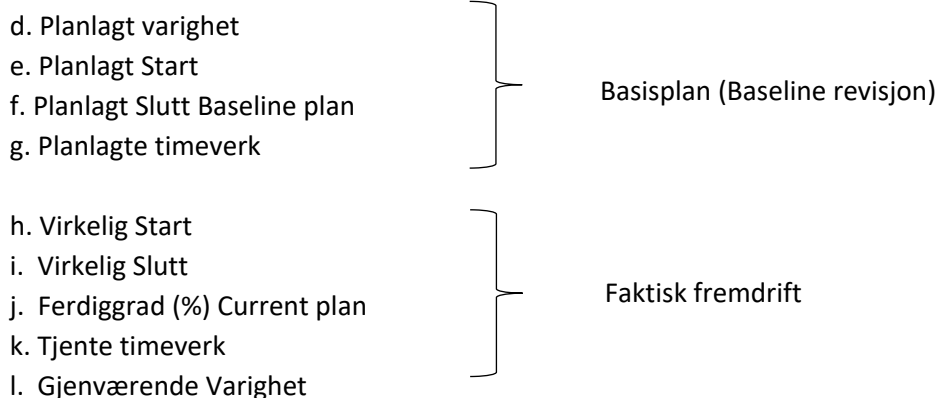 d. Planlagt varighet
e. Planlagt Start
f. Planlagt Slutt Baseline plan
g. Planlagte timeverk
Basisplan (Baseline revisjon)
h. Virkelig Start
i. Virkelig Slutt
j. Ferdiggrad (%) Current plan
k. Tjente timeverk
l. Gjenværende Varighet
Faktisk fremdrift